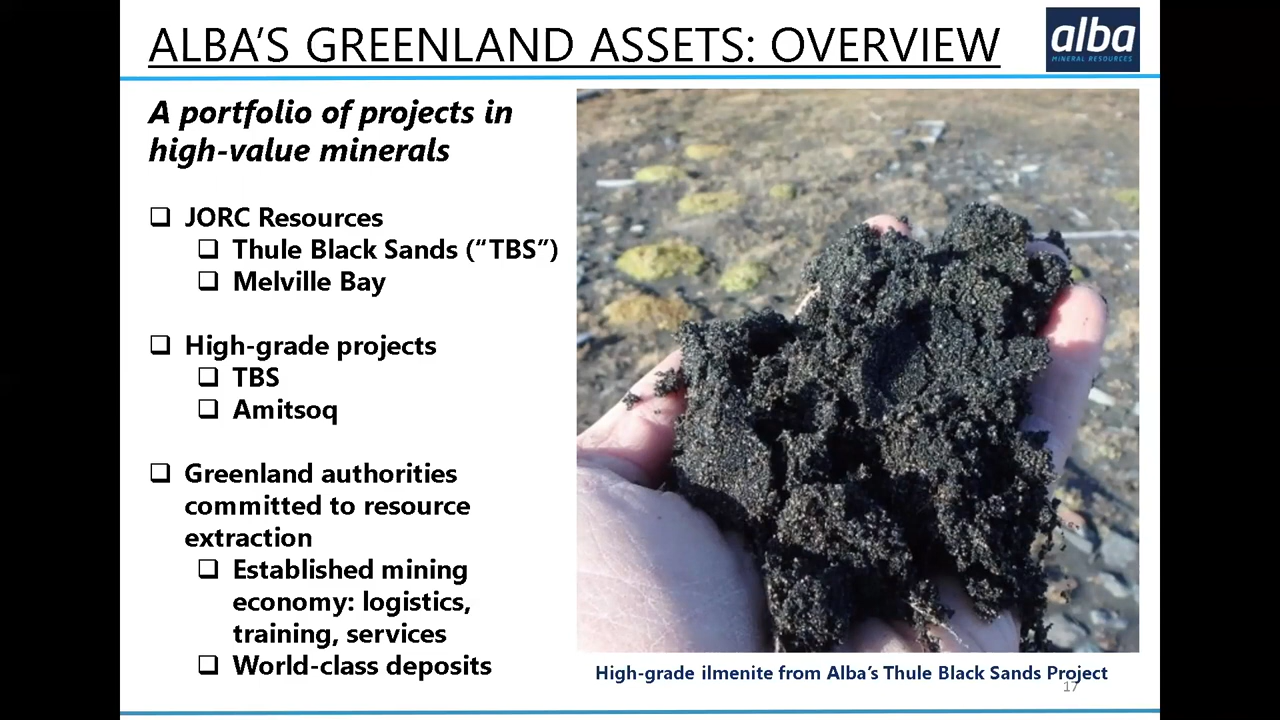 ALBA'S GREENLAND ASSETS: OVERVIEW
alba
MINERAL RESOURCES
A portfolio of projects in
high-value minerals
❑ JORC Resources
❑ Thule Black Sands (“TBS”)
❑ Melville Bay
❑ High-grade projects
❑ TBS
❑ Amitsoq
❑ Greenland authorities
committed to resource
extraction
❑ Established mining
economy: logistics,
training, services
❑ World-class deposits
High-grade ilmenite from Alba's Thule Black Sands Project
17